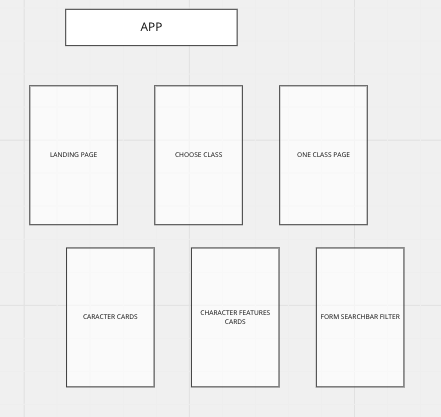 APP
LANDING PAGE
CHOOSE CLASS
ONE CLASS PAGE
CARACTER CARDS
CHARACTER FEATURES
CARDS
FORM SEARCHBAR FILTER